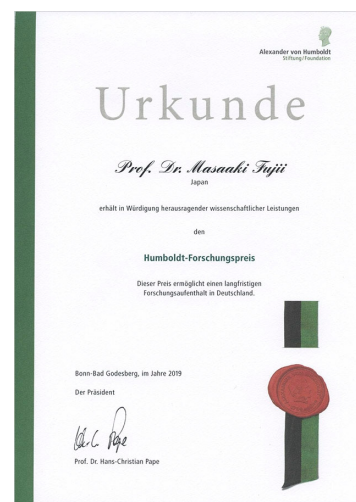 Alexander von Humboldt
Stiftung/Foundation
Urkunde
Prof. Dr. Masaaki Fujii
Japan
erhält in Würdigung herausragender wissenschaftlicher Leistungen
den
Humboldt-Forschungspreis
Dieser Preis ermöglicht einen langfristigen
Forschungsaufenthalt in Deutschland.
Bonn-Bad Godesberg, im Jahre 2019
Der Präsident
Prof. Dr. Hans-Christian Pape